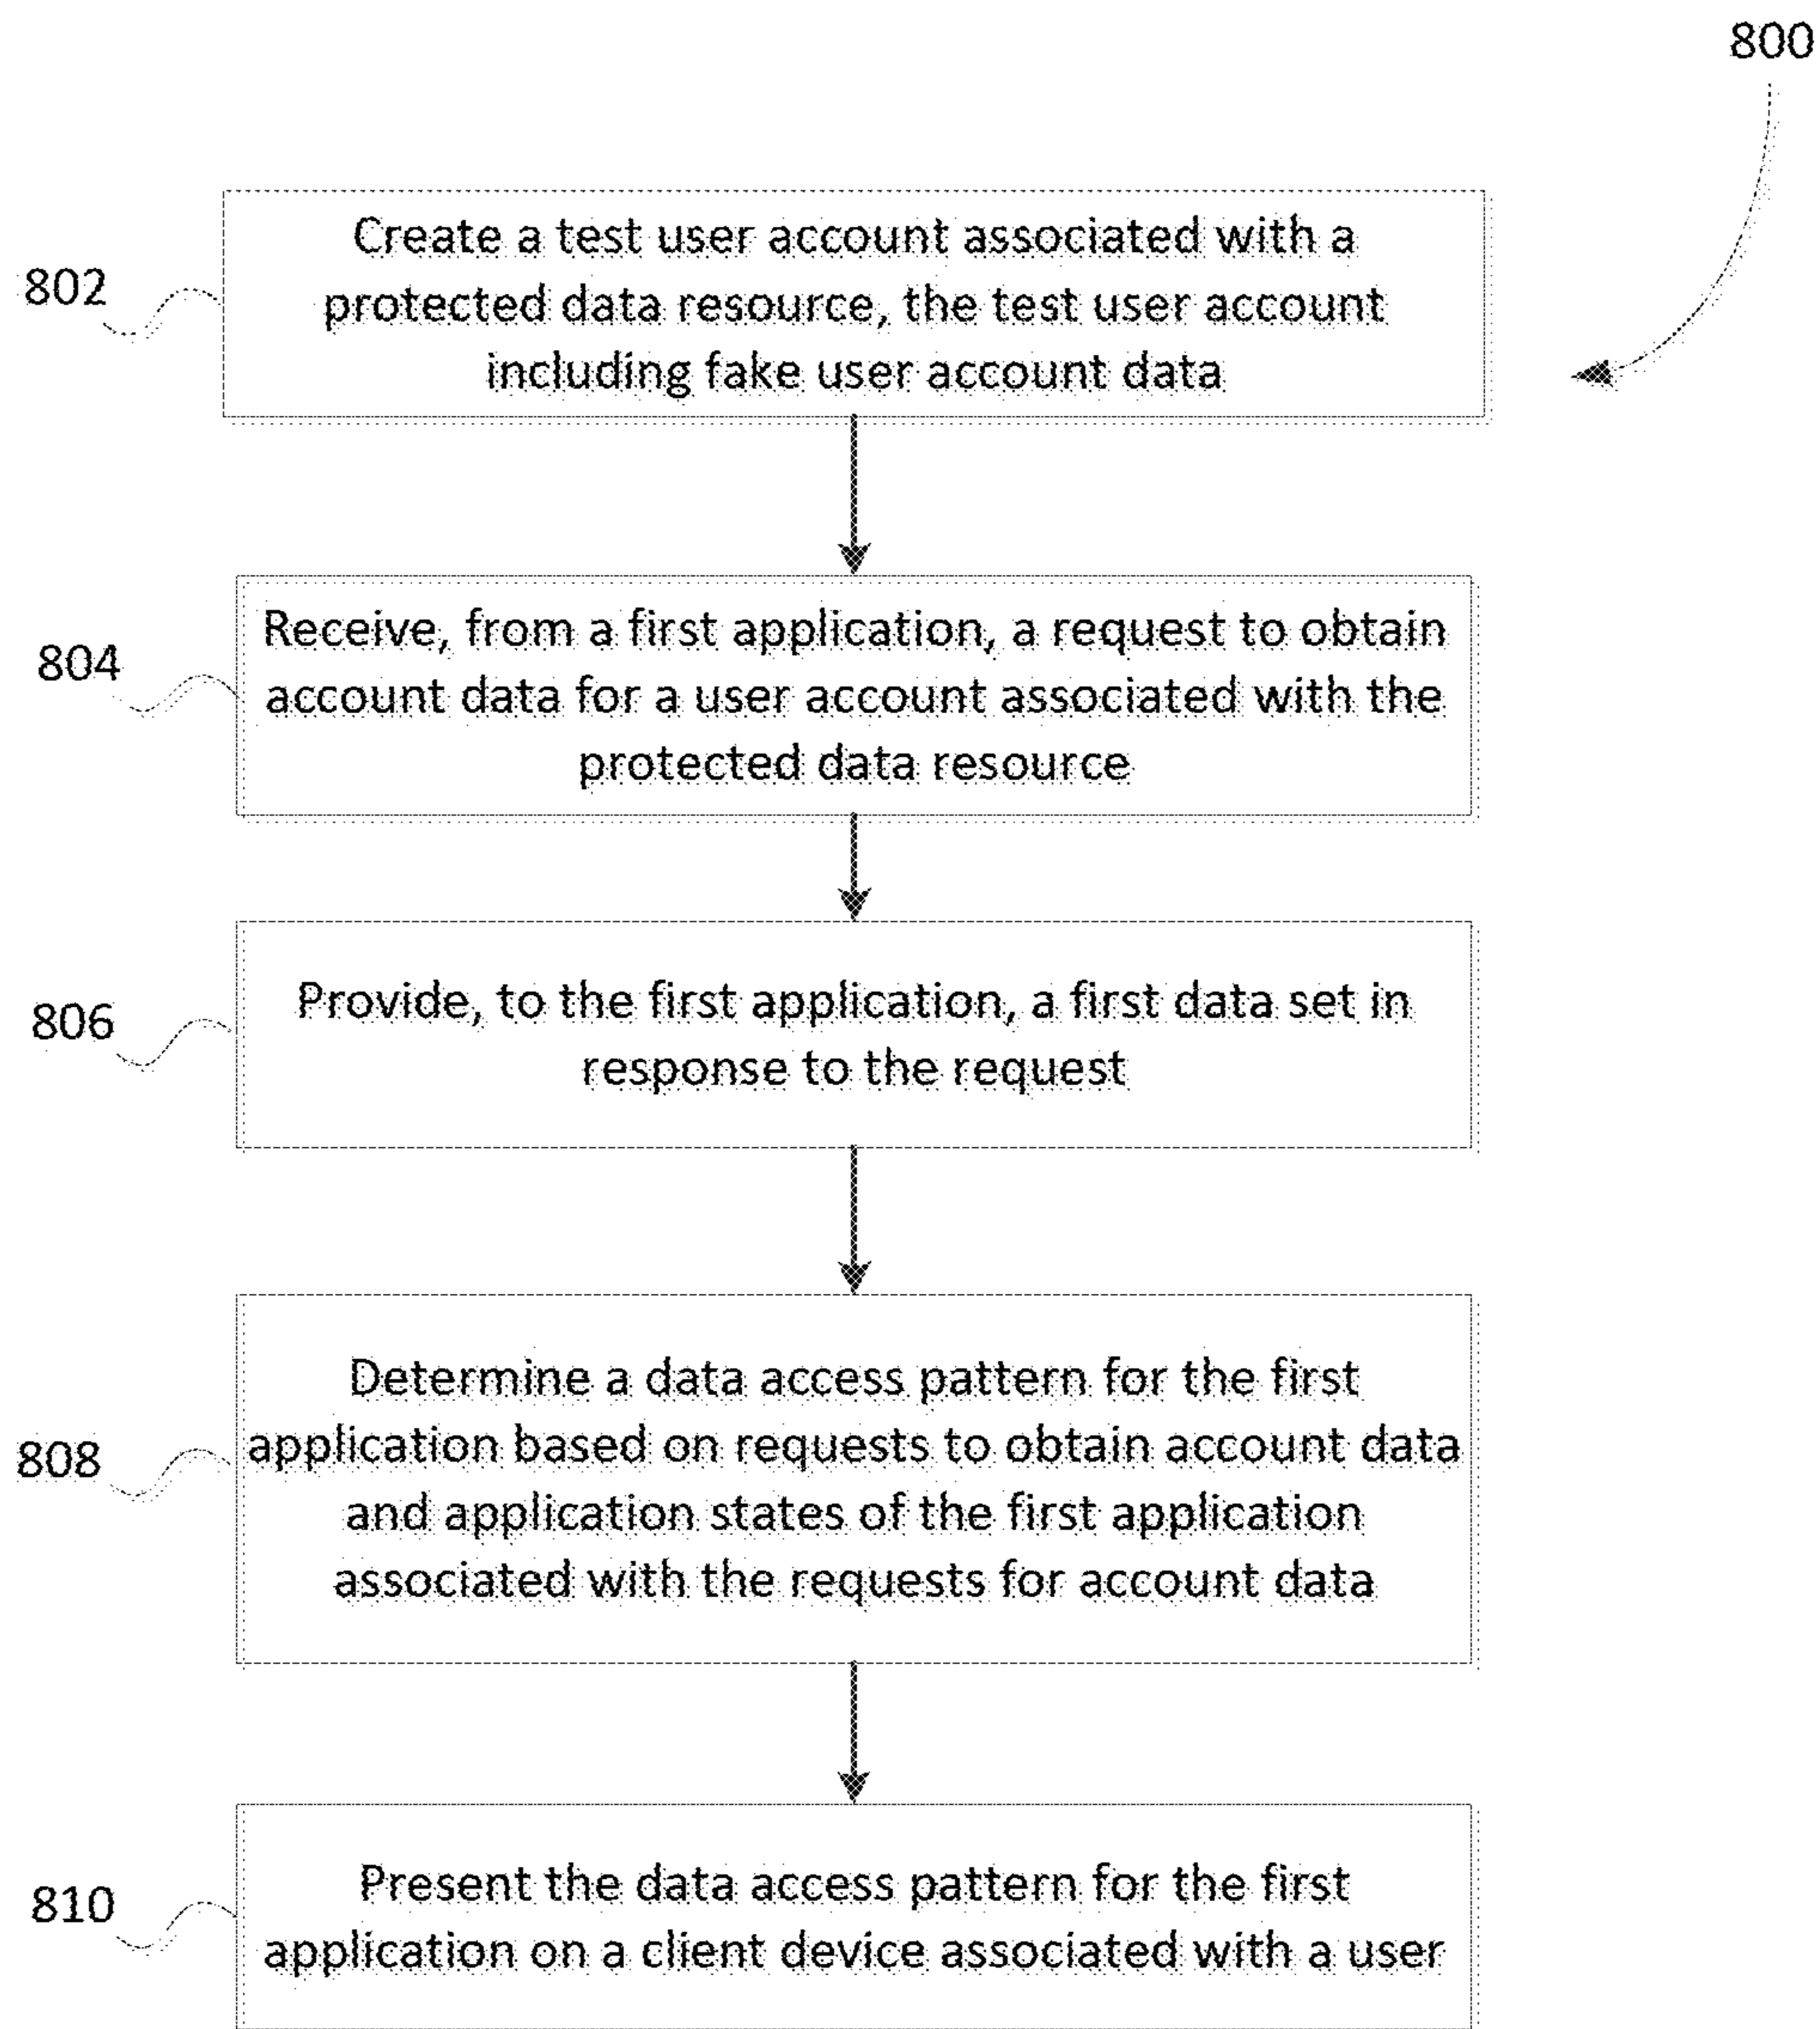 800
802
Create a test user account associated with a
protected data resource, the test user account
including fake user account data
804
Receive, from a first application, a request to obtain
account data for a user account associated with the
protected data resource
806
Provide, to the first application, a first data set in
response to the request
808
Determine a data access pattern for the first
application based on requests to obtain account data
and application states of the first application
associated with the requests for account data
810
Present the data access pattern for the first
application on a client device associated with a user